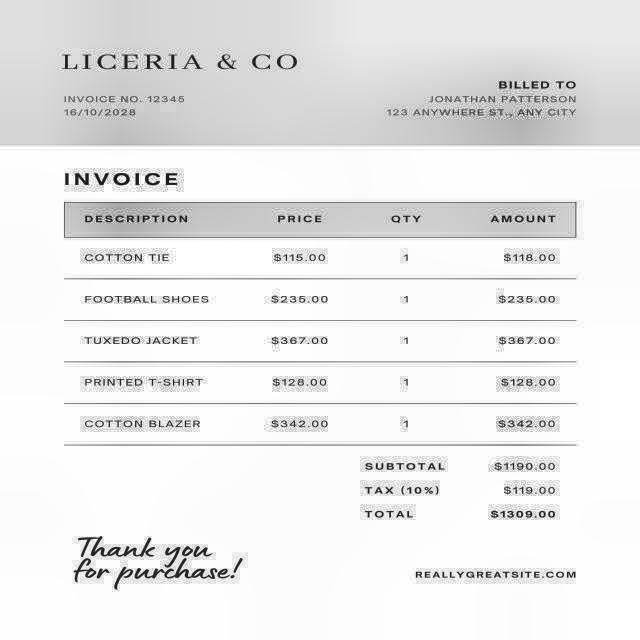 LICERIA & CO
BILLED TO
INVOICE NO. 12345 JONATHAN PATTERSON
16/10/2028 123 ANYWHERE ST., ANY CITY
INVOICE
DESCRIPTION PRICE QTY AMOUNT
COTTON TIE $115.00 1 $118.00
FOOTBALL SHOES $235.00 1 $235.00
TUXEDO JACKET $367.00 1 $367.00
PRINTED T-SHIRT $128.00 1 $128.00
COTTON BLAZER $342.00 1 $342.00
SUBTOTAL $1190.00
TAX (10%) $119.00
TOTAL $1309.00
Thank you
for purchase!
REALLYGREATSITE.COM